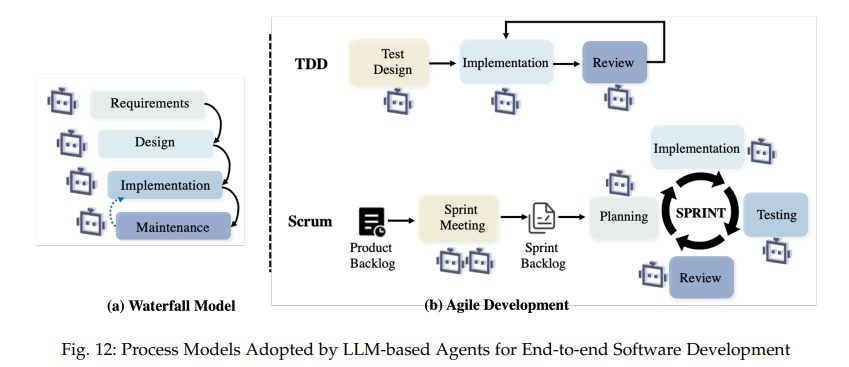 Requirements
Design
Implementation
Maintenance
(a) Waterfall Model
TDD
Test
Design
Implementation
Review
Scrum
Product
Backlog
Sprint
Meeting
Sprint
Backlog
Planning
Implementation
SPRINT
Testing
Review
(b) Agile Development
Fig. 12: Process Models Adopted by LLM-based Agents for End-to-end Software Development